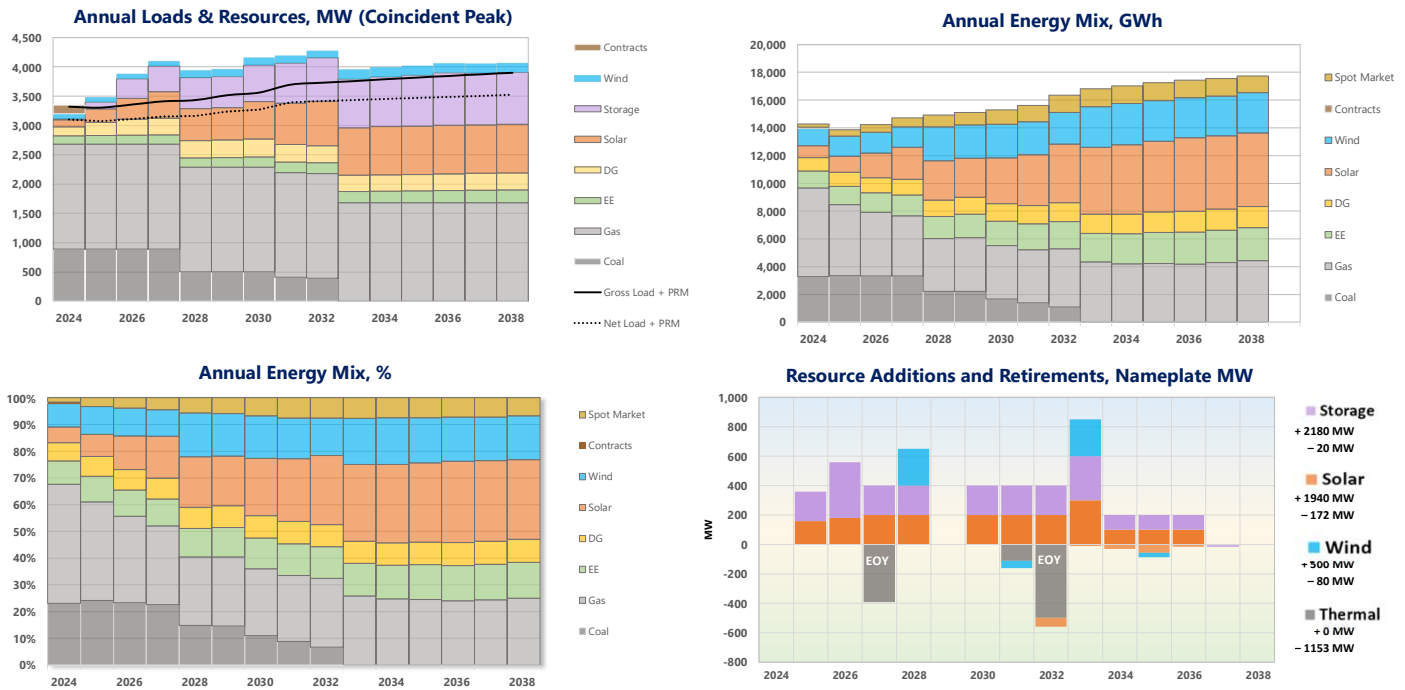 Annual Loads & Resources, MW (Coincident Peak)
4,500
4,000
3,500
3,000
2,500
2,000
1,500
1,000
500
0
2024
2026
2028
2030
2032
2034
2036
2038
Contracts
Wind
Storage
Solar
DG
EE
Gas
Coal
Gross Load + PRM
Net Load + PRM
Annual Energy Mix, GWh
20,000
18,000
16,000
14,000
12,000
10,000
8,000
6,000
4,000
2,000
0
2024
2026
2028
2030
2032
2034
2036
2038
Spot Market
Contracts
Wind
Solar
DG
EE
Gas
Coal
Annual Energy Mix, %
100%
90%
80%
70%
60%
50%
40%
30%
20%
10%
0%
2024
2026
2028
2030
2032
2034
2036
2038
Spot Market
Contracts
Wind
Solar
DG
EE
Gas
Coal
Resource Additions and Retirements, Nameplate MW
MW
1,000
800
600
400
200
0
-200
-400
-600
-800
EOY
EOY
2024
2026
2028
2030
2032
2034
2036
2038
Storage
+ 2180 MW
– 20 MW
Solar
+ 1940 MW
– 172 MW
Wind
+ 500 MW
– 80 MW
Thermal
+ 0 MW
– 1153 MW